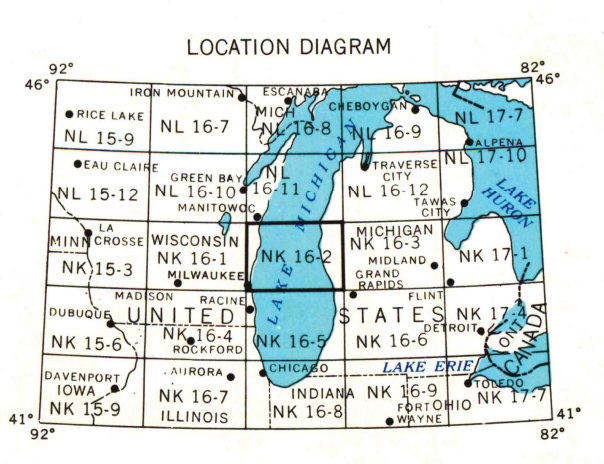 LOCATION DIAGRAM
92° 82°
46° 46°
IRON MOUNTAIN ESCANABA
RICE LAKE MICH CHEBOYGAN
NL 15-9 NL 16-7 NL 16-8 NL 16-9 NL 17-7
ALPENA
EAU CLAIRE GREEN BAY NL TRAVERSE CITY NL 17-10
NL 15-12 NL 16-10 16-11 NL 16-12
MANITOWOC TAWAS CITY
LAKE HURON
LAKE MICHIGAN
MINN LA CROSSE WISCONSIN MICHIGAN
NK 15-3 NK 16-1 NK 16-2 NK 16-3 NK 17-1
MILWAUKEE MIDLAND
GRAND RAPIDS
MADISON RACINE FLINT
DUBUQUE UNITED STATES NK 17-4
NK 15-6 NK 16-4 NK 16-5 NK 16-6 DETROIT
ROCKFORD ONT CANADA
AURORA CHICAGO LAKE ERIE
DAVENPORT IOWA NK 16-7 INDIANA NK 16-9 TOLEDO
NK 15-9 ILLINOIS NK 16-8 FORT WAYNE OHIO NK 17-7
41° 41°
92° 82°